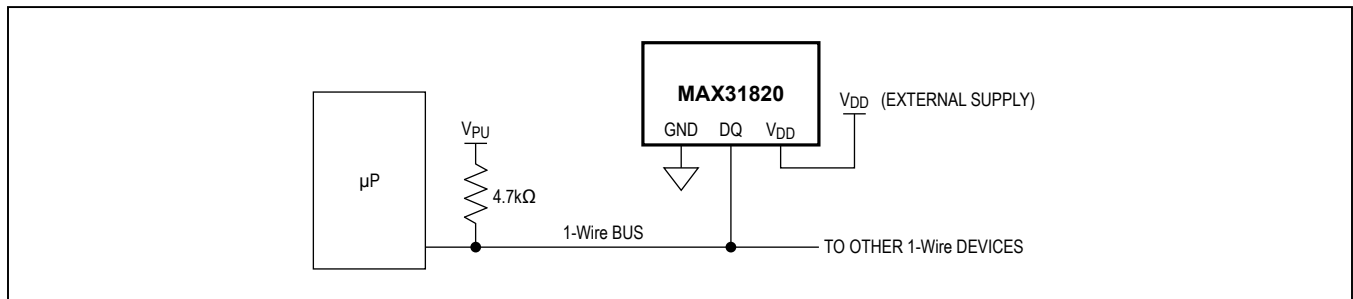 MAX31820
GND DQ VDD
VDD (EXTERNAL SUPPLY)
VPU
µP
4.7kΩ
1-Wire BUS
TO OTHER 1-Wire DEVICES